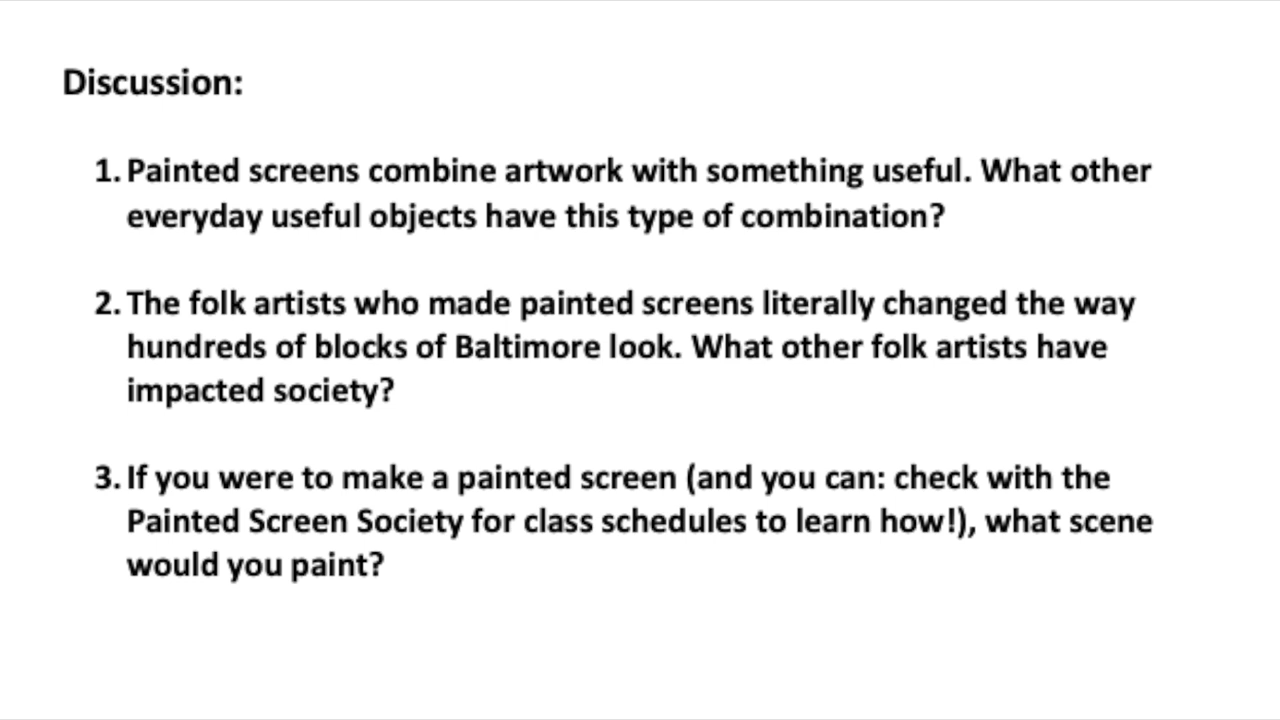 Discussion:
1. Painted screens combine artwork with something useful. What other
everyday useful objects have this type of combination?
2. The folk artists who made painted screens literally changed the way
hundreds of blocks of Baltimore look. What other folk artists have
impacted society?
3. If you were to make a painted screen (and you can: check with the
Painted Screen Society for class schedules to learn how!), what scene
would you paint?